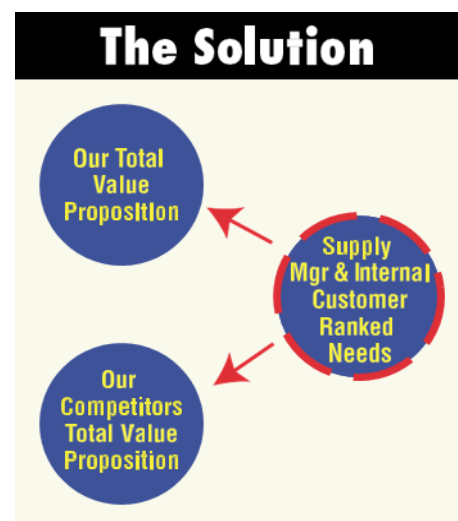 The Solution
Our Total
Value
Proposition
Supply
Mgr & Internal
Customer
Ranked
Needs
Our
Competitors
Total Value
Proposition